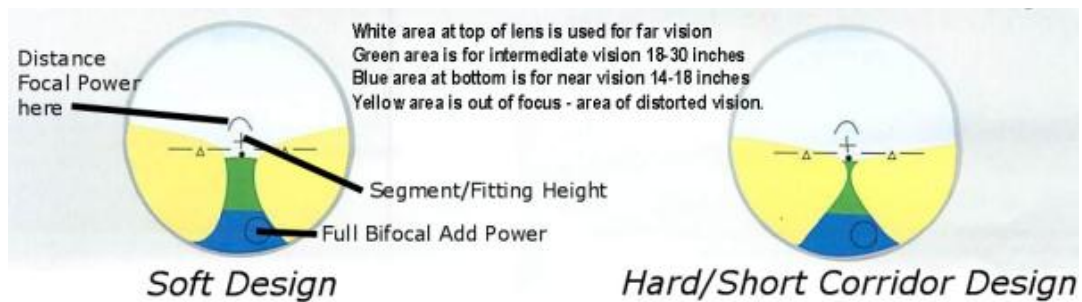 White area at top of lens is used for far vision
Green area is for intermediate vision 18-30 inches
Blue area at bottom is for near vision 14-18 inches
Yellow area is out of focus - area of distorted vision.
Distance
Focal Power
here
Segment/Fitting Height
Full Bifocal Add Power
Soft Design
Hard/Short Corridor Design